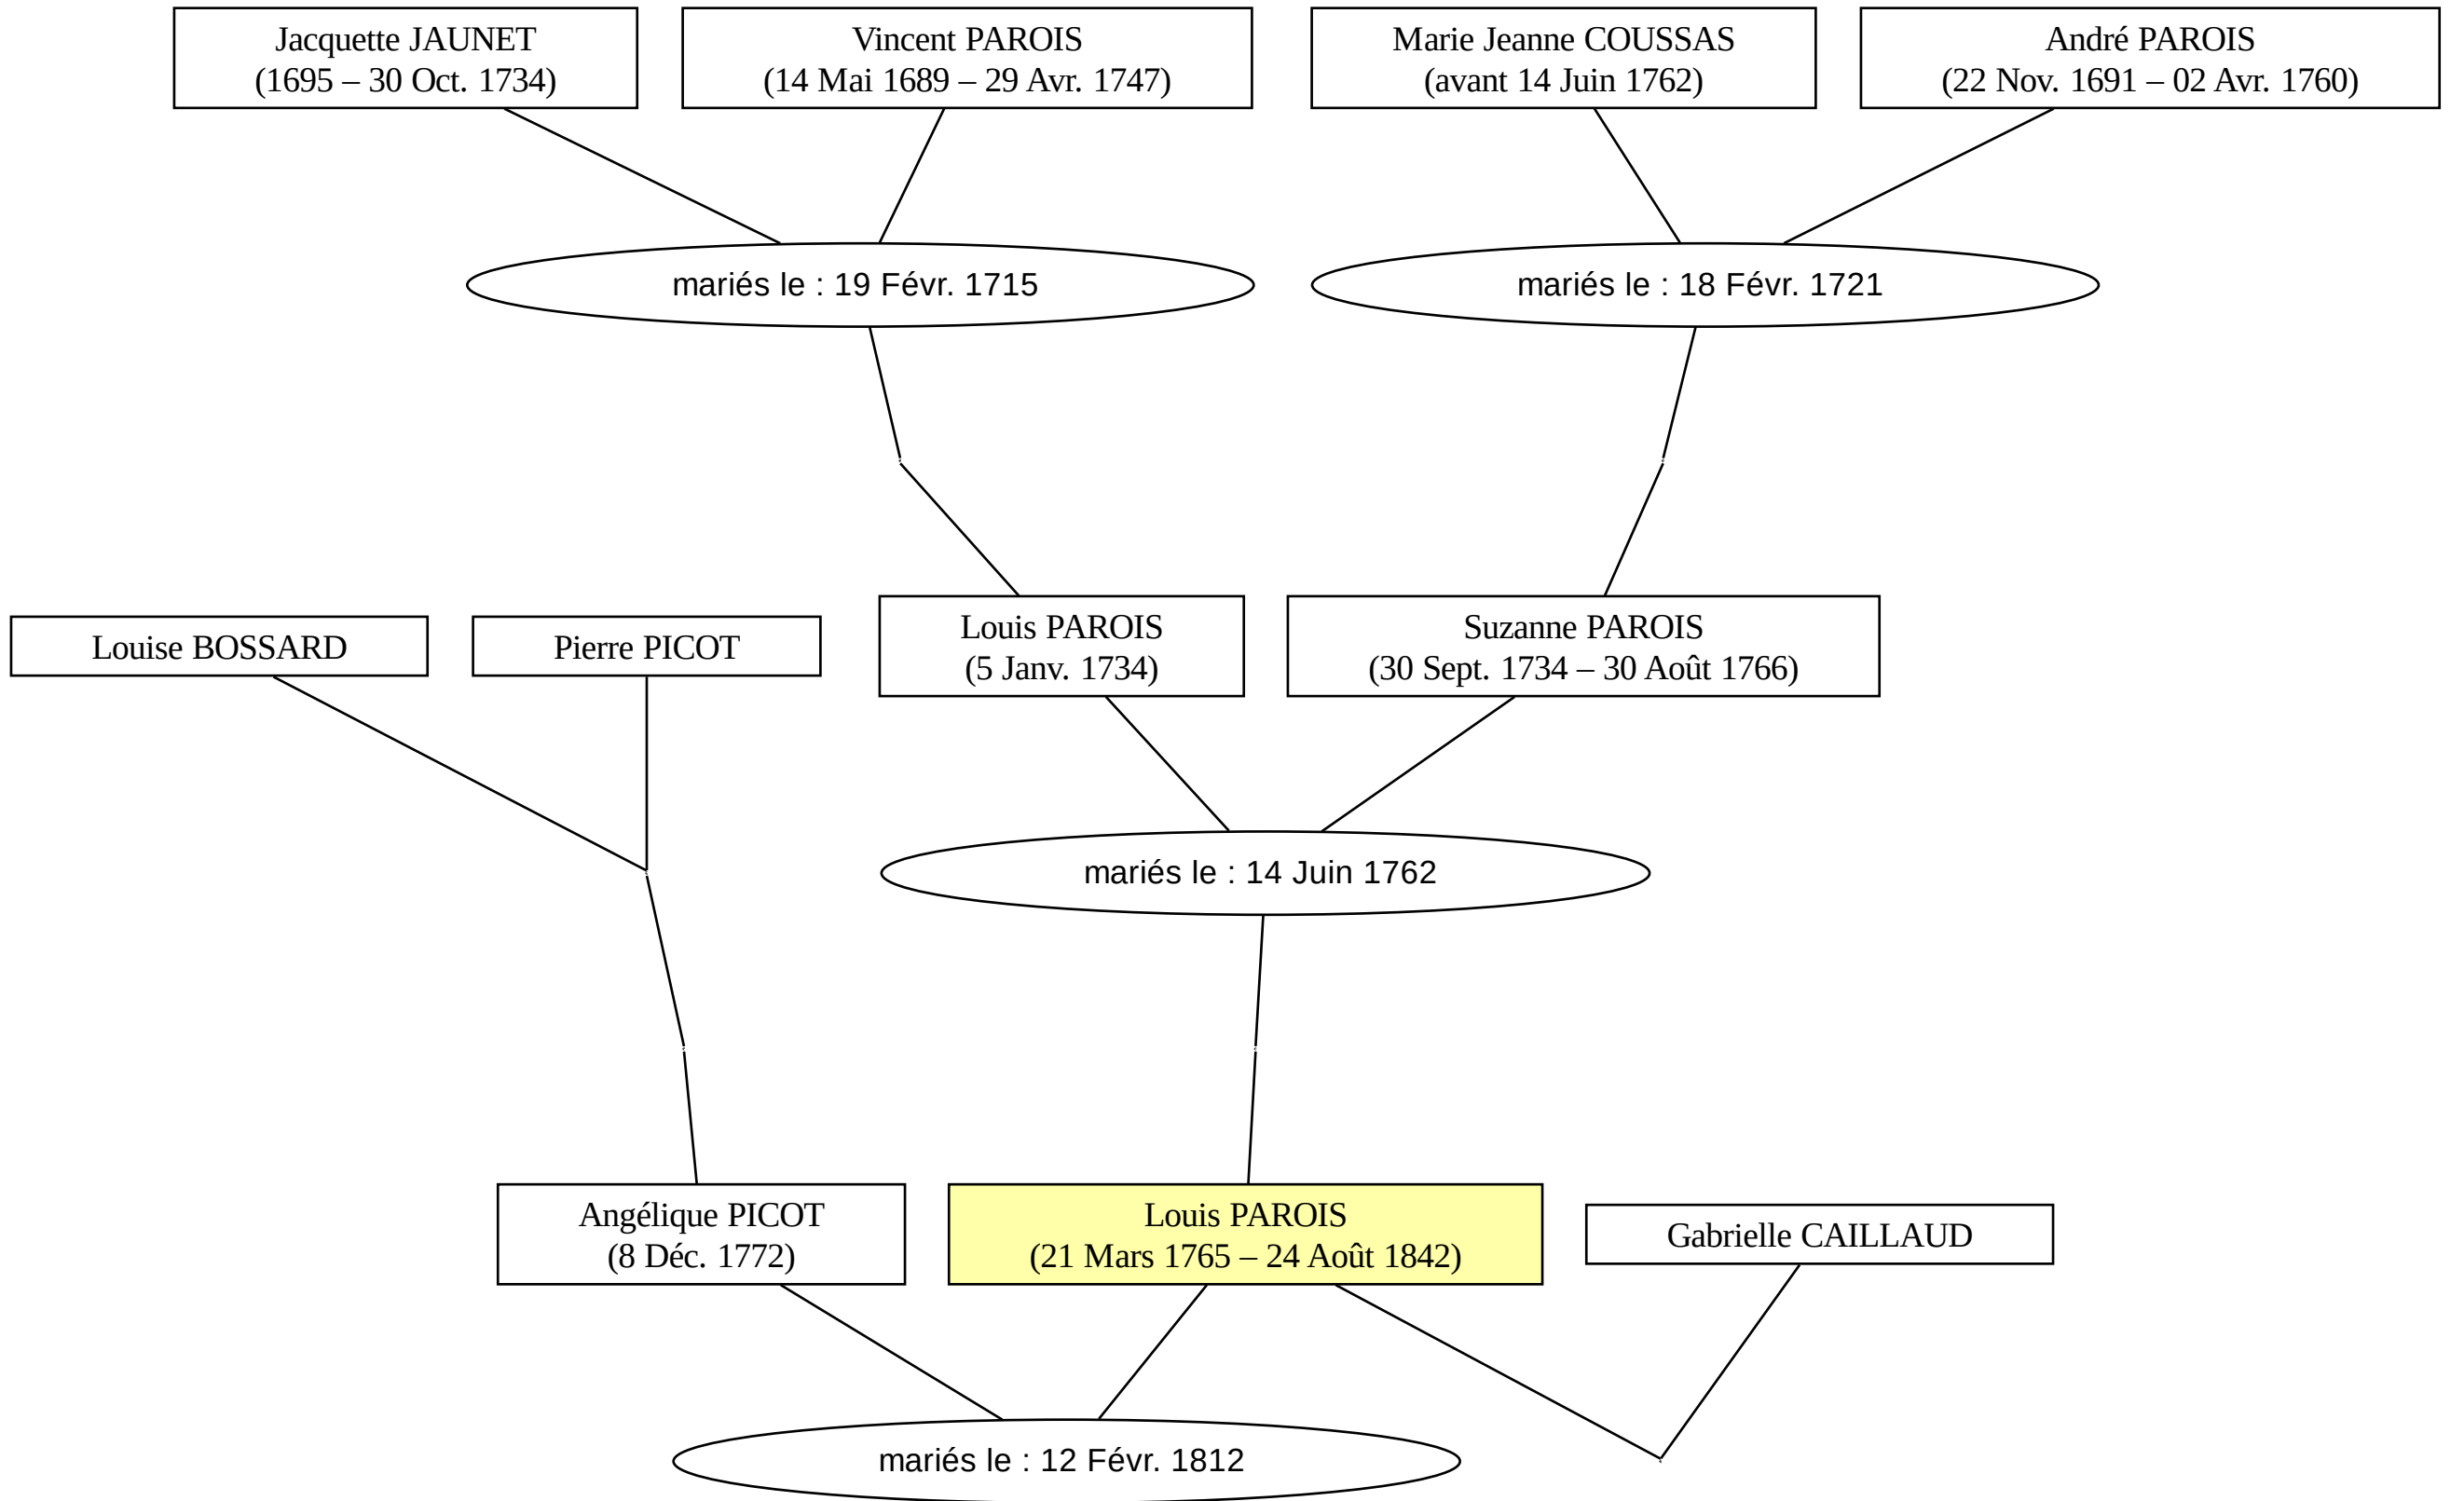 Jacquette JAUNET
(1695 – 30 Oct. 1734)
Vincent PAROIS
(14 Mai 1689 – 29 Avr. 1747)
Marie Jeanne COUSSAS
(avant 14 Juin 1762)
André PAROIS
(22 Nov. 1691 – 02 Avr. 1760)
mariés le : 19 Févr. 1715
mariés le : 18 Févr. 1721
Louise BOSSARD
Pierre PICOT
Louis PAROIS
(5 Janv. 1734)
Suzanne PAROIS
(30 Sept. 1734 – 30 Août 1766)
mariés le : 14 Juin 1762
Angélique PICOT
(8 Déc. 1772)
Louis PAROIS
(21 Mars 1765 – 24 Août 1842)
Gabrielle CAILLAUD
mariés le : 12 Févr. 1812